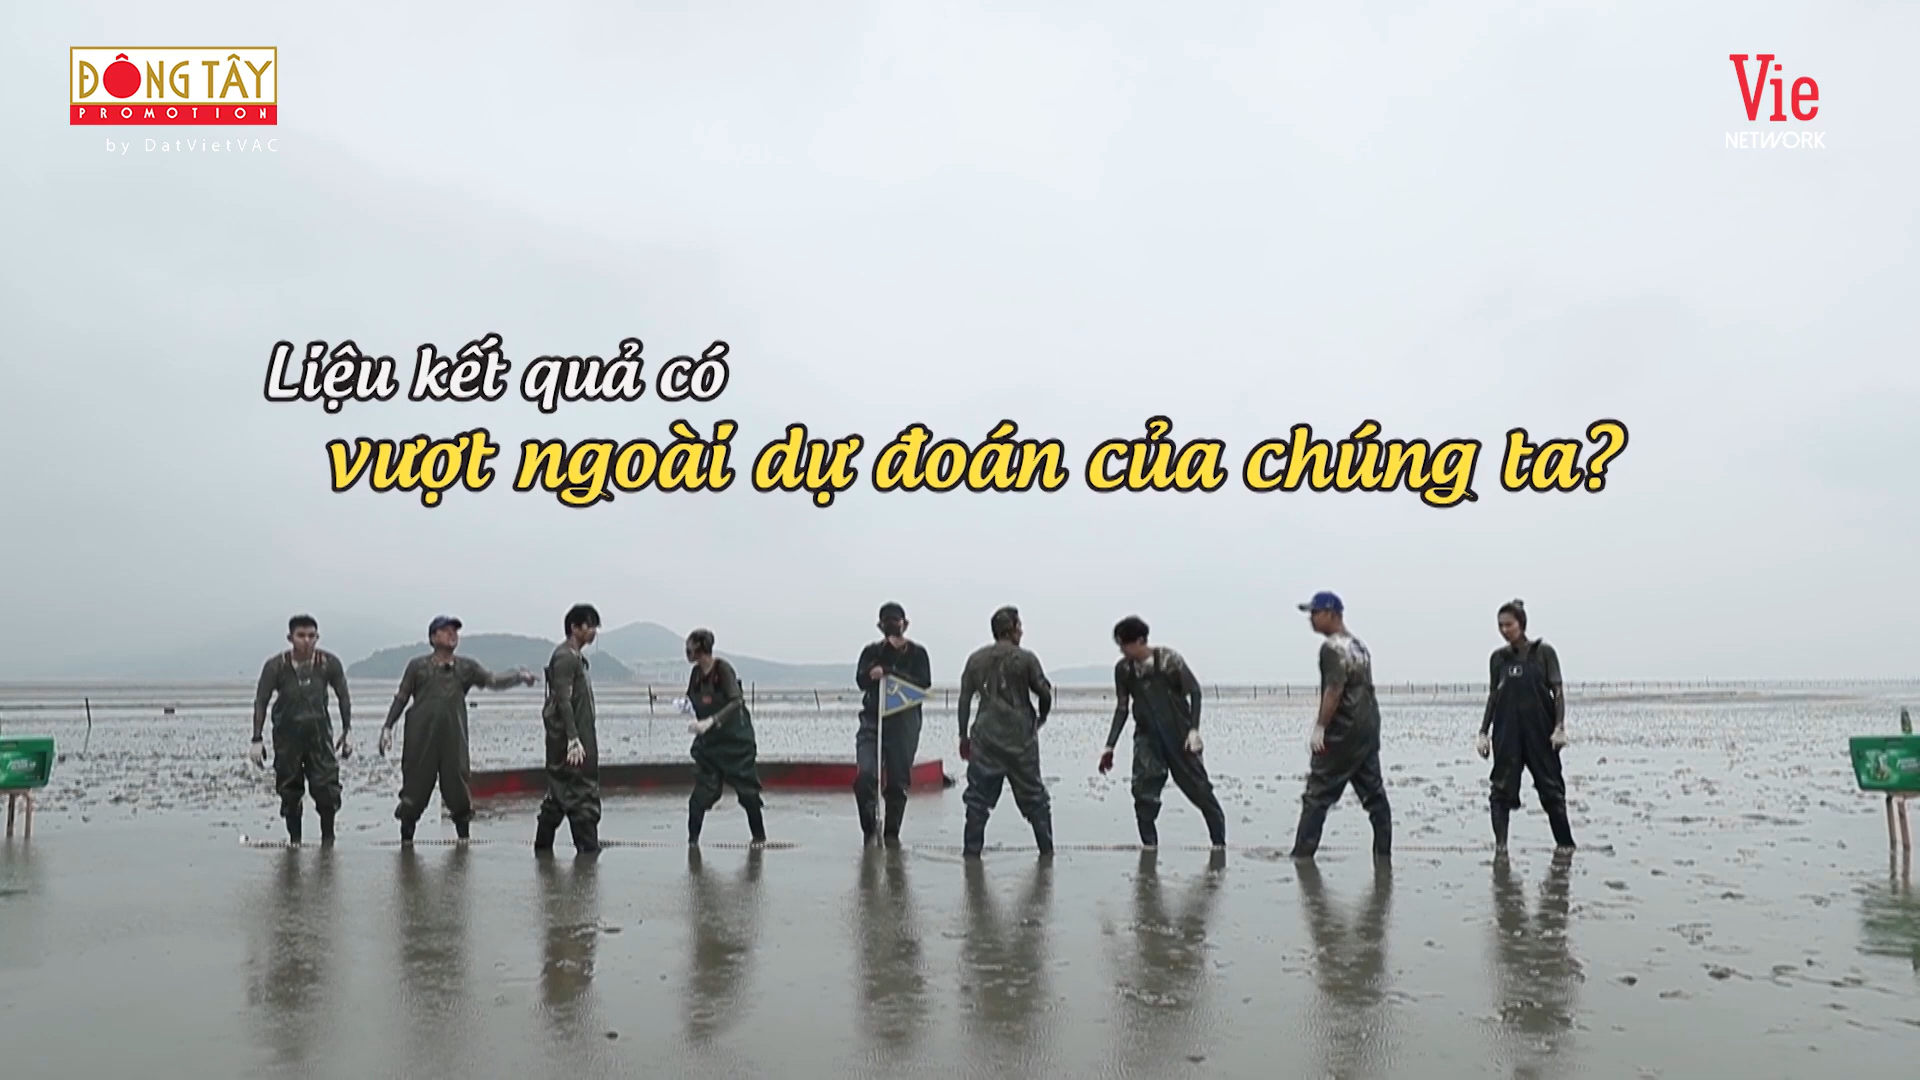 ĐÔNG TÂY
PROMOTION
by DatVietVAC
Vie
NETWORK
Liệu kết quả có
vượt ngoài dự đoán của chúng ta?